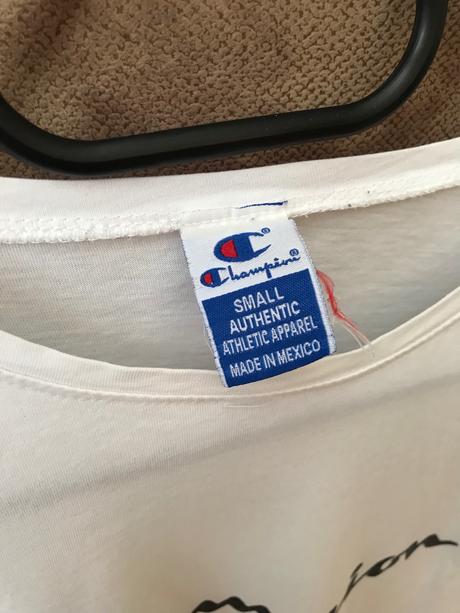 C®
Champion®
SMALL
AUTHENTIC
ATHLETIC APPAREL
MADE IN MEXICO